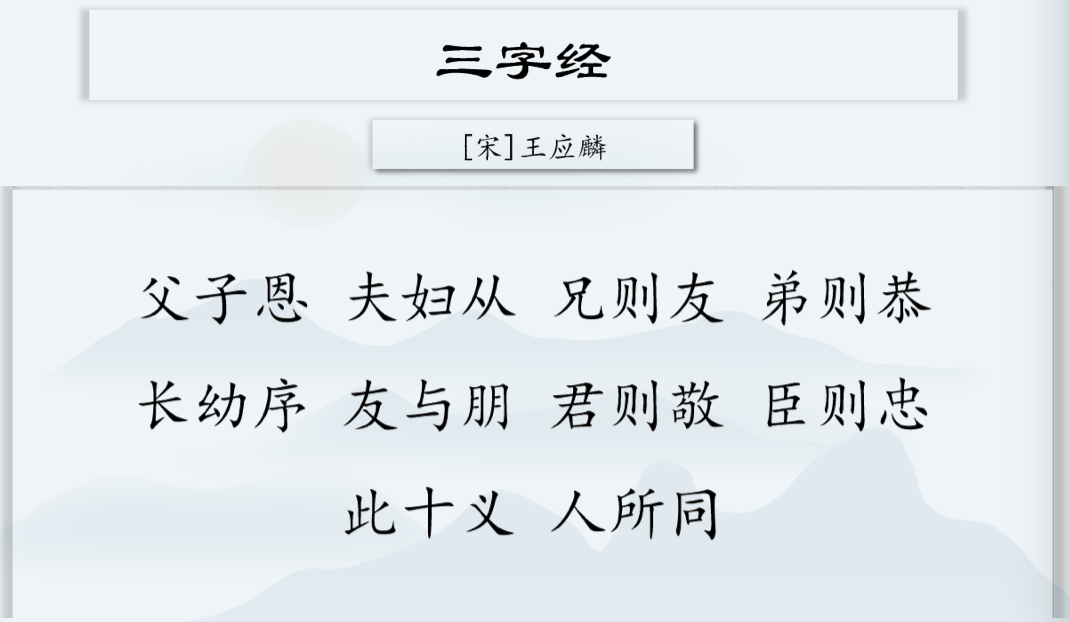 三字经
[宋]王应麟
父子恩 夫妇从 兄则友 弟则恭
长幼序 友与朋 君则敬 臣则忠
此十义 人所同